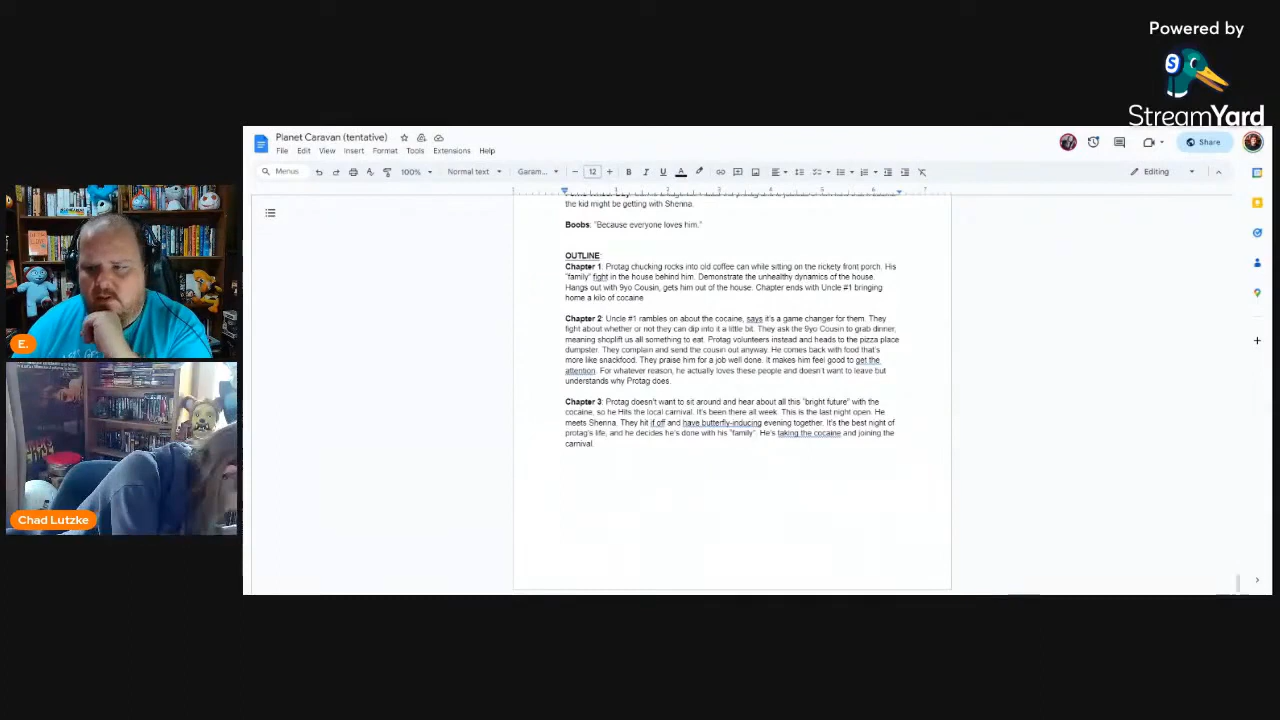 Powered by
S
StreamYard
Planet Caravan (tentative)
File Edit View Insert Format Tools Extensions Help
Share
Menus
100%
Normal text
Garam...
12
Editing
the kid might be getting with Shenna.
Boobs: "Because everyone loves him."
OUTLINE:
Chapter 1: Protag chucking rocks into old coffee can while sitting on the rickety front porch. His
"family" fight in the house behind him. Demonstrate the unhealthy dynamics of the house.
Hangs out with 9yo Cousin, gets him out of the house. Chapter ends with Uncle #1 bringing
home a kilo of cocaine
Chapter 2: Uncle #1 rambles on about the cocaine, says it's a game changer for them. They
fight about whether or not they can dip into it a little bit. They ask the 9yo Cousin to grab dinner,
meaning shoplift us all something to eat. Protag volunteers instead and heads to the pizza place
dumpster. They complain and send the cousin out anyway. He comes back with food that's
more like snackfood. They praise him for a job well done. It makes him feel good to get the
attention. For whatever reason, he actually loves these people and doesn't want to leave but
understands why Protag does.
Chapter 3: Protag doesn't want to sit around and hear about all this "bright future" with the
cocaine, so he Hits the local carnival. It's been there all week. This is the last night open. He
meets Shenna. They hit if off and have butterfly-inducing evening together. It's the best night of
protag's life, and he decides he's done with his "family". He's taking the cocaine and joining the
carnival.
E.
Chad Lutzke